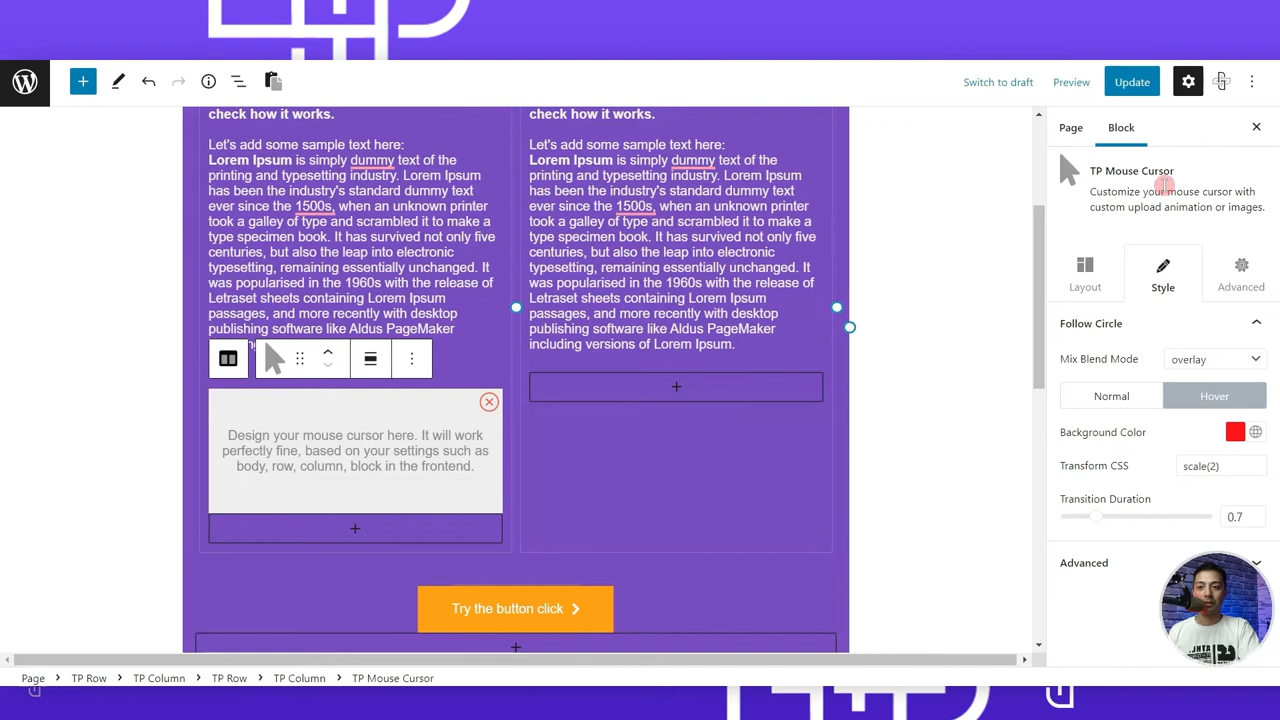 Switch to draft
Preview
Update
check how it works.
Let's add some sample text here:
Lorem Ipsum is simply dummy text of the
printing and typesetting industry. Lorem Ipsum
has been the industry's standard dummy text
ever since the 1500s, when an unknown printer
took a galley of type and scrambled it to make a
type specimen book. It has survived not only five
centuries, but also the leap into electronic
typesetting, remaining essentially unchanged. It
was popularised in the 1960s with the release of
Letraset sheets containing Lorem Ipsum
passages, and more recently with desktop
publishing software like Aldus PageMaker
Design your mouse cursor here. It will work
perfectly fine, based on your settings such as
body, row, column, block in the frontend.
check how it works.
Let's add some sample text here:
Lorem Ipsum is simply dummy text of the
printing and typesetting industry. Lorem Ipsum
has been the industry's standard dummy text
ever since the 1500s, when an unknown printer
took a galley of type and scrambled it to make a
type specimen book. It has survived not only five
centuries, but also the leap into electronic
typesetting, remaining essentially unchanged. It
was popularised in the 1960s with the release of
Letraset sheets containing Lorem Ipsum
passages, and more recently with desktop
publishing software like Aldus PageMaker
including versions of Lorem Ipsum.
Try the button click
Page
Block
TP Mouse Cursor
Customize your mouse cursor with
custom upload animation or images.
Layout
Style
Advanced
Follow Circle
Mix Blend Mode
overlay
Normal
Hover
Background Color
Transform CSS
scale(2)
Transition Duration
0.7
Advanced
Page
TP Row
TP Column
TP Row
TP Column
TP Mouse Cursor